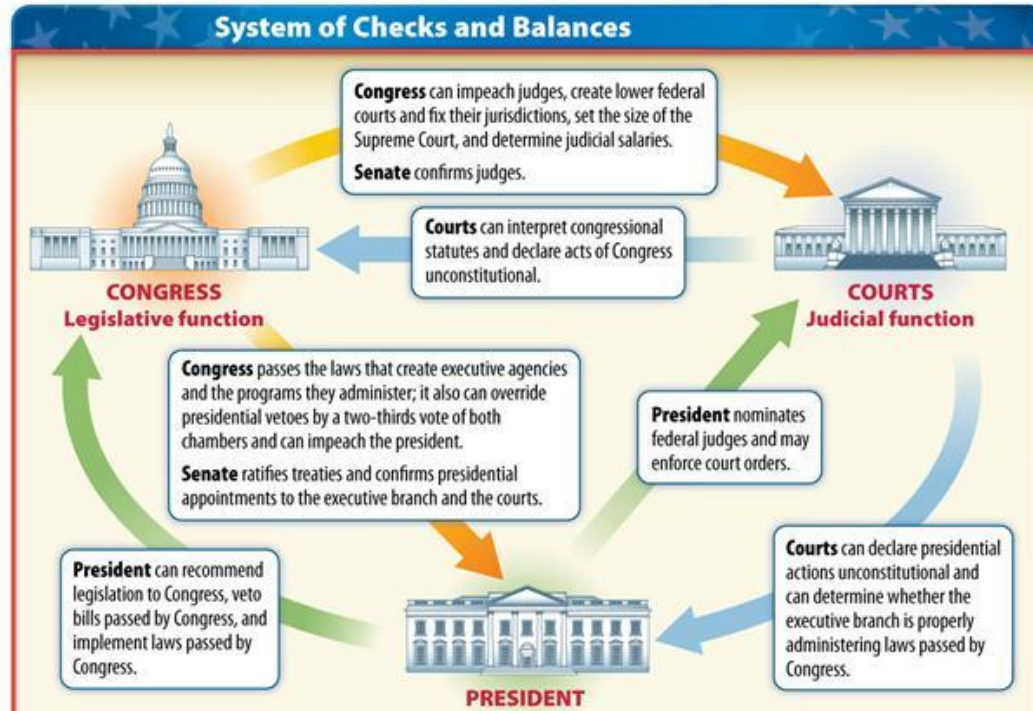 System of Checks and Balances
Congress can impeach judges, create lower federal
courts and fix their jurisdictions, set the size of the
Supreme Court, and determine judicial salaries.
Senate confirms judges.
Courts can interpret congressional
statutes and declare acts of Congress
unconstitutional.
CONGRESS
Legislative function
COURTS
Judicial function
Congress passes the laws that create executive agencies
and the programs they administer; it also can override
presidential vetoes by a two-thirds vote of both
chambers and can impeach the president.
Senate ratifies treaties and confirms presidential
appointments to the executive branch and the courts.
President nominates
federal judges and may
enforce court orders.
President can recommend
legislation to Congress, veto
bills passed by Congress, and
implement laws passed by
Congress.
Courts can declare presidential
actions unconstitutional and
can determine whether the
executive branch is properly
administering laws passed by
Congress.
PRESIDENT